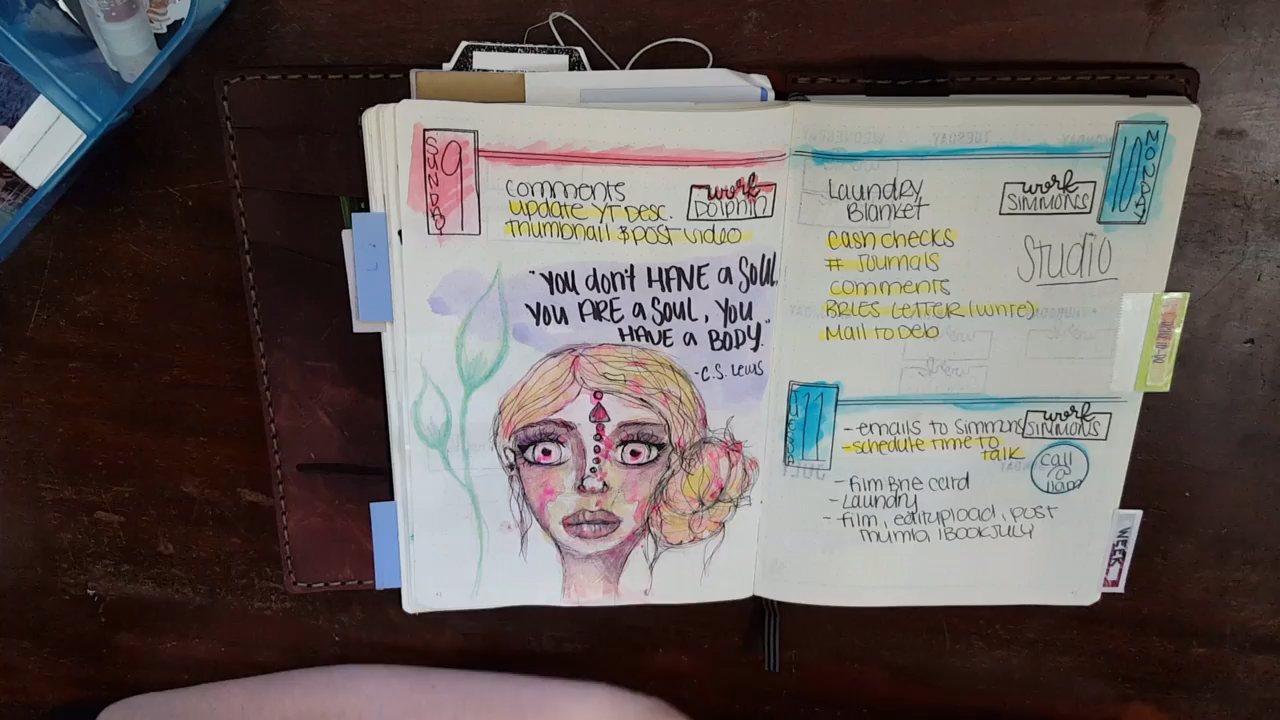 SUNDAY
9
comments
update YT Desc.
Thumbnail & post video
work
DOLPHIN
"YOU don't HAVE a SOUL.
YOU ARE a SOUL, YOU
HAVE a BODY."
-C.S. Lewis
MONDAY
10
Laundry
Blanket
work
SIMMONS
cash checks
# Journals
comments
BRIES LETTER (write)
Mail to Deb
Studio
11
work
SIMMONS
- emails to Simmons
- schedule time to
talk
call
@
- film Brie card
- Laundry
- film, edit, upload, post
WEEK